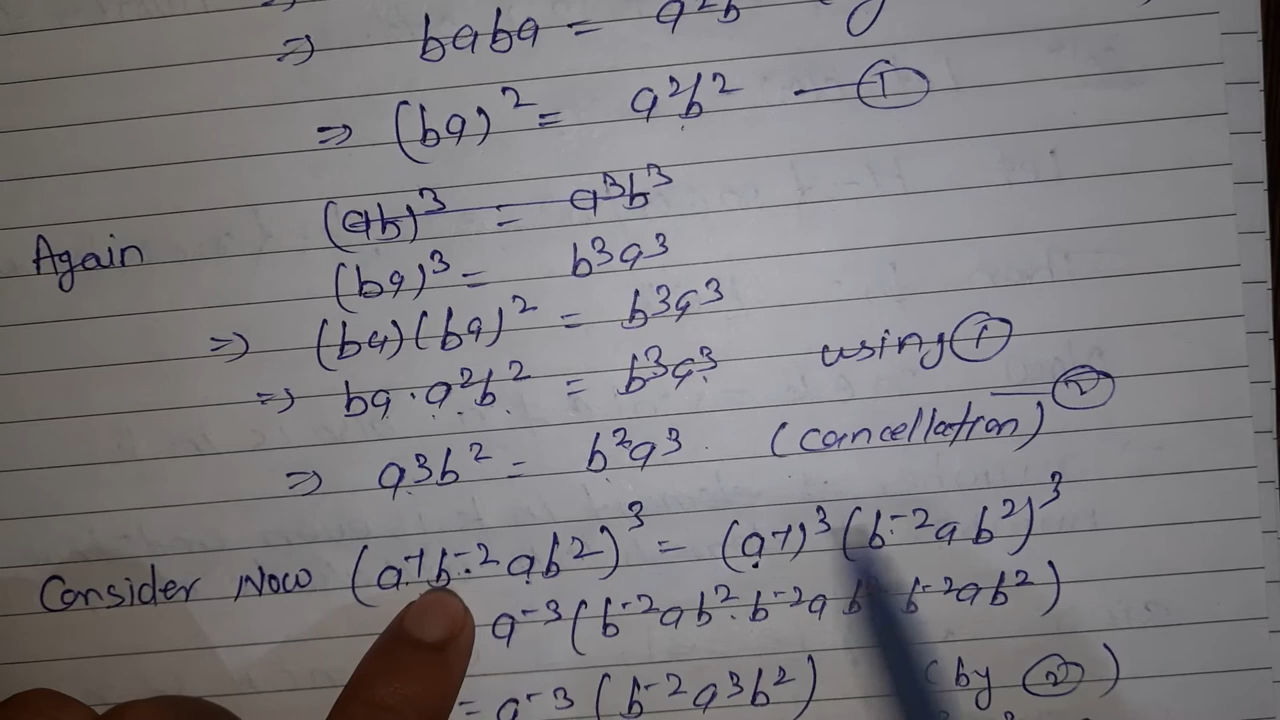 ⇒ baba = a²b
⇒ (ba)² = a²b² — ①
(ab)³ = a³b³
Again (ba)³ = b³a³
⇒ (ba)(ba)² = b³a³
⇒ ba·a²b² = b³a³ using ①
⇒ a³b² = b²a³. (cancellation) — ②
Consider Now (a⁻¹b⁻²ab²)³ = (a⁻¹)³(b⁻²ab²)³
a⁻³(b⁻²ab²·b⁻²a b⁻²ab²)
= a⁻³(b⁻²a³b²) (by ②)